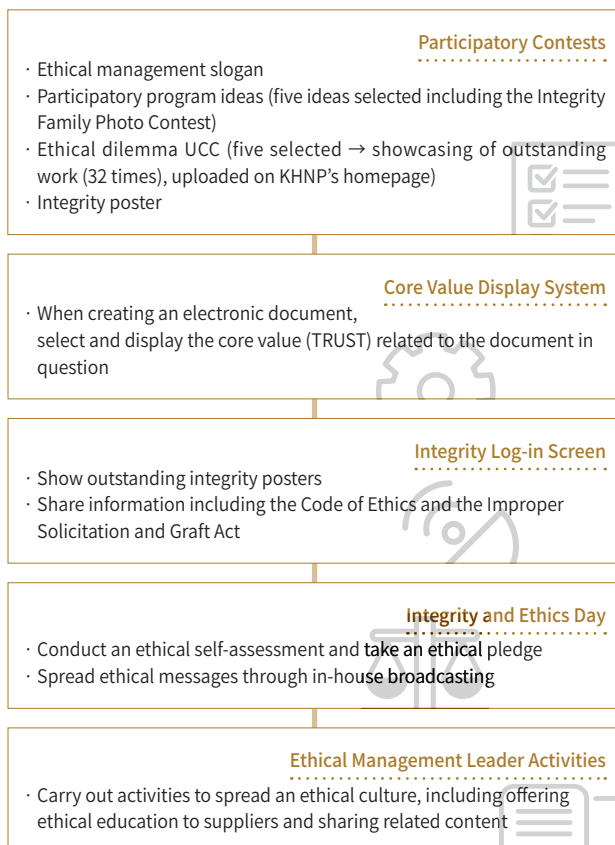 Participatory Contests
· Ethical management slogan
· Participatory program ideas (five ideas selected including the Integrity
Family Photo Contest)
· Ethical dilemma UCC (five selected → showcasing of outstanding
work (32 times), uploaded on KHNP's homepage)
· Integrity poster
Core Value Display System
· When creating an electronic document,
select and display the core value (TRUST) related to the document in
question
Integrity Log-in Screen
· Show outstanding integrity posters
· Share information including the Code of Ethics and the Improper
Solicitation and Graft Act
Integrity and Ethics Day
· Conduct an ethical self-assessment and take an ethical pledge
· Spread ethical messages through in-house broadcasting
Ethical Management Leader Activities
· Carry out activities to spread an ethical culture, including offering
ethical education to suppliers and sharing related content